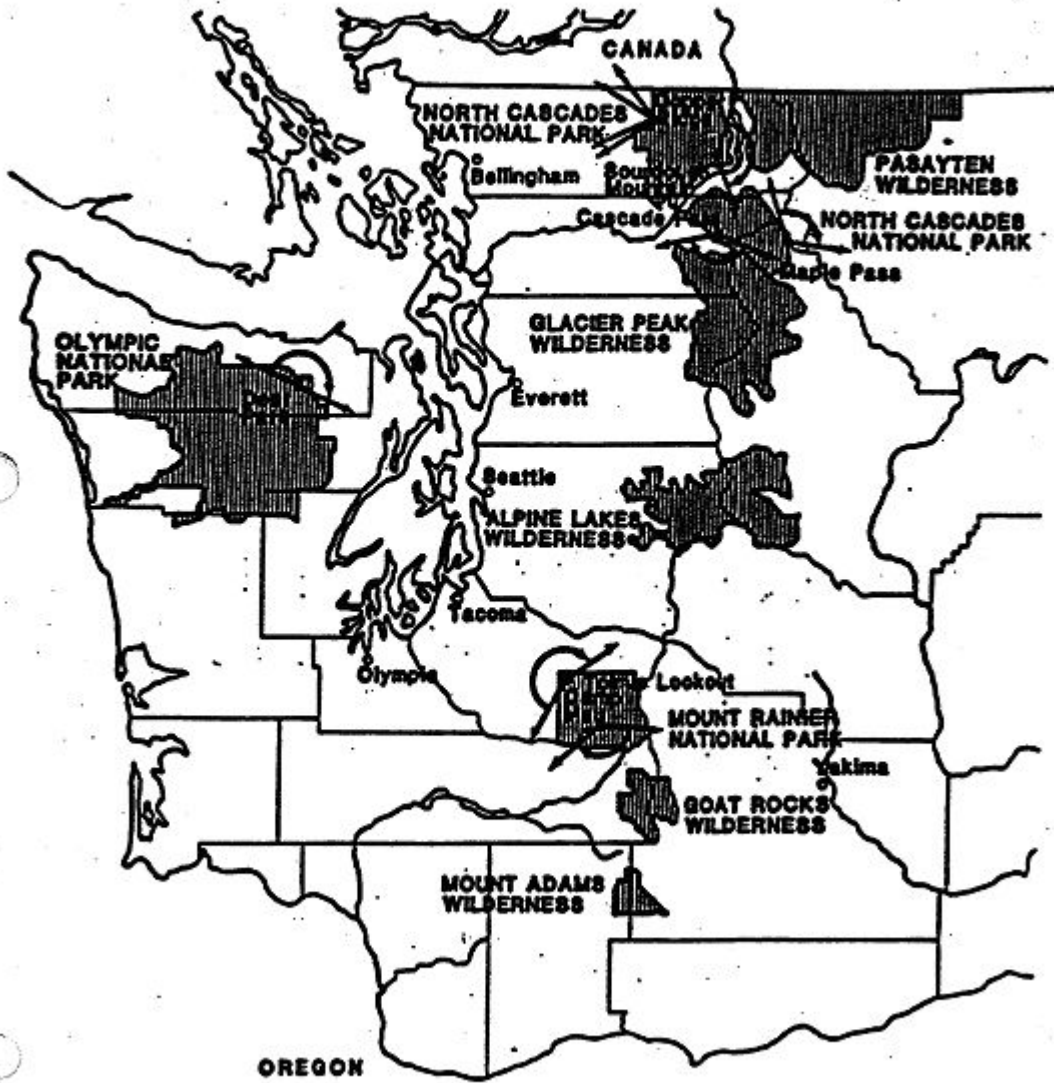 CANADA
NORTH CASCADES
NATIONAL PARK
Bellingham
PASAYTEN
WILDERNESS
Cascade
NORTH CASCADES
NATIONAL PARK
Maple Pass
GLACIER PEAK
WILDERNESS
OLYMPIC
NATIONAL
PARK
Everett
Seattle
ALPINE LAKES
WILDERNESS
Tacoma
Olympia
Lookout
MOUNT RAINIER
NATIONAL PARK
Yakima
GOAT ROCKS
WILDERNESS
MOUNT ADAMS
WILDERNESS
OREGON